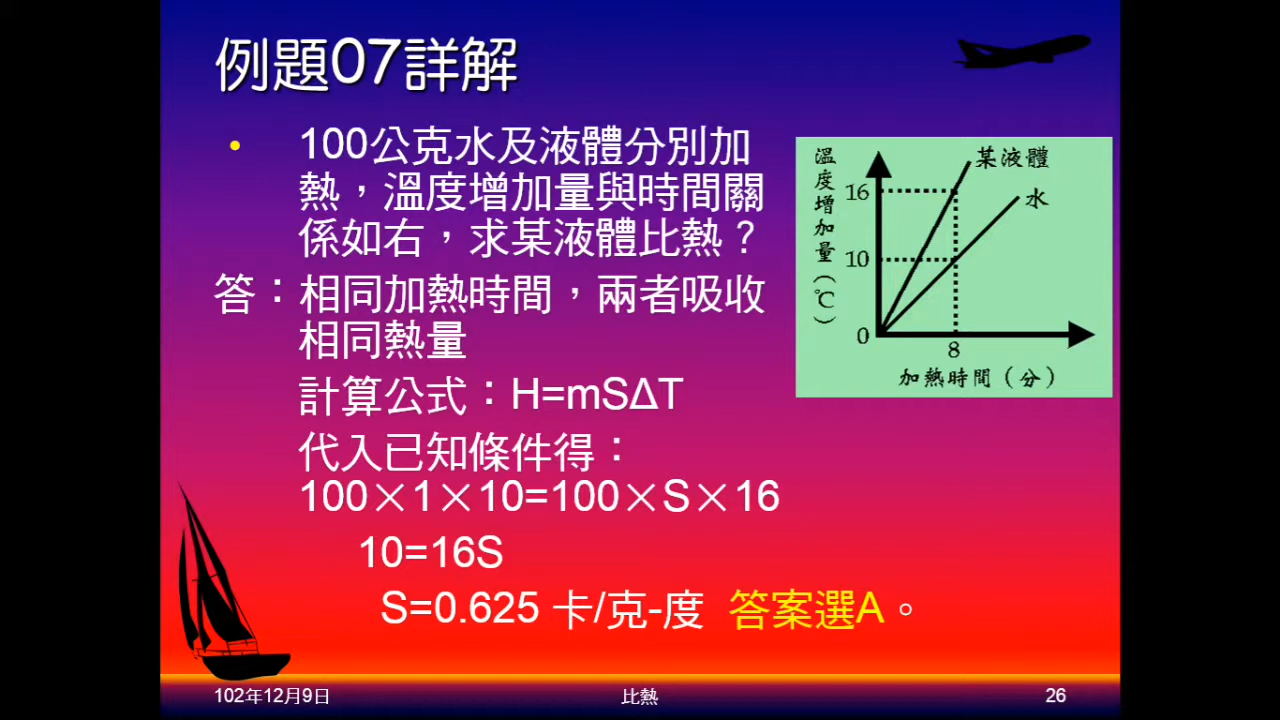 例題07詳解
• 100公克水及液體分別加
熱，溫度增加量與時間關
係如右，求某液體比熱？
答：相同加熱時間，兩者吸收
相同熱量
計算公式：H=mSΔT
代入已知條件得：
100×1×10=100×S×16
10=16S
S=0.625 卡/克-度 答案選A。
溫度增加量(℃)
某液體
水
16
10
0
8
加熱時間(分)
102年12月9日
比熱
26